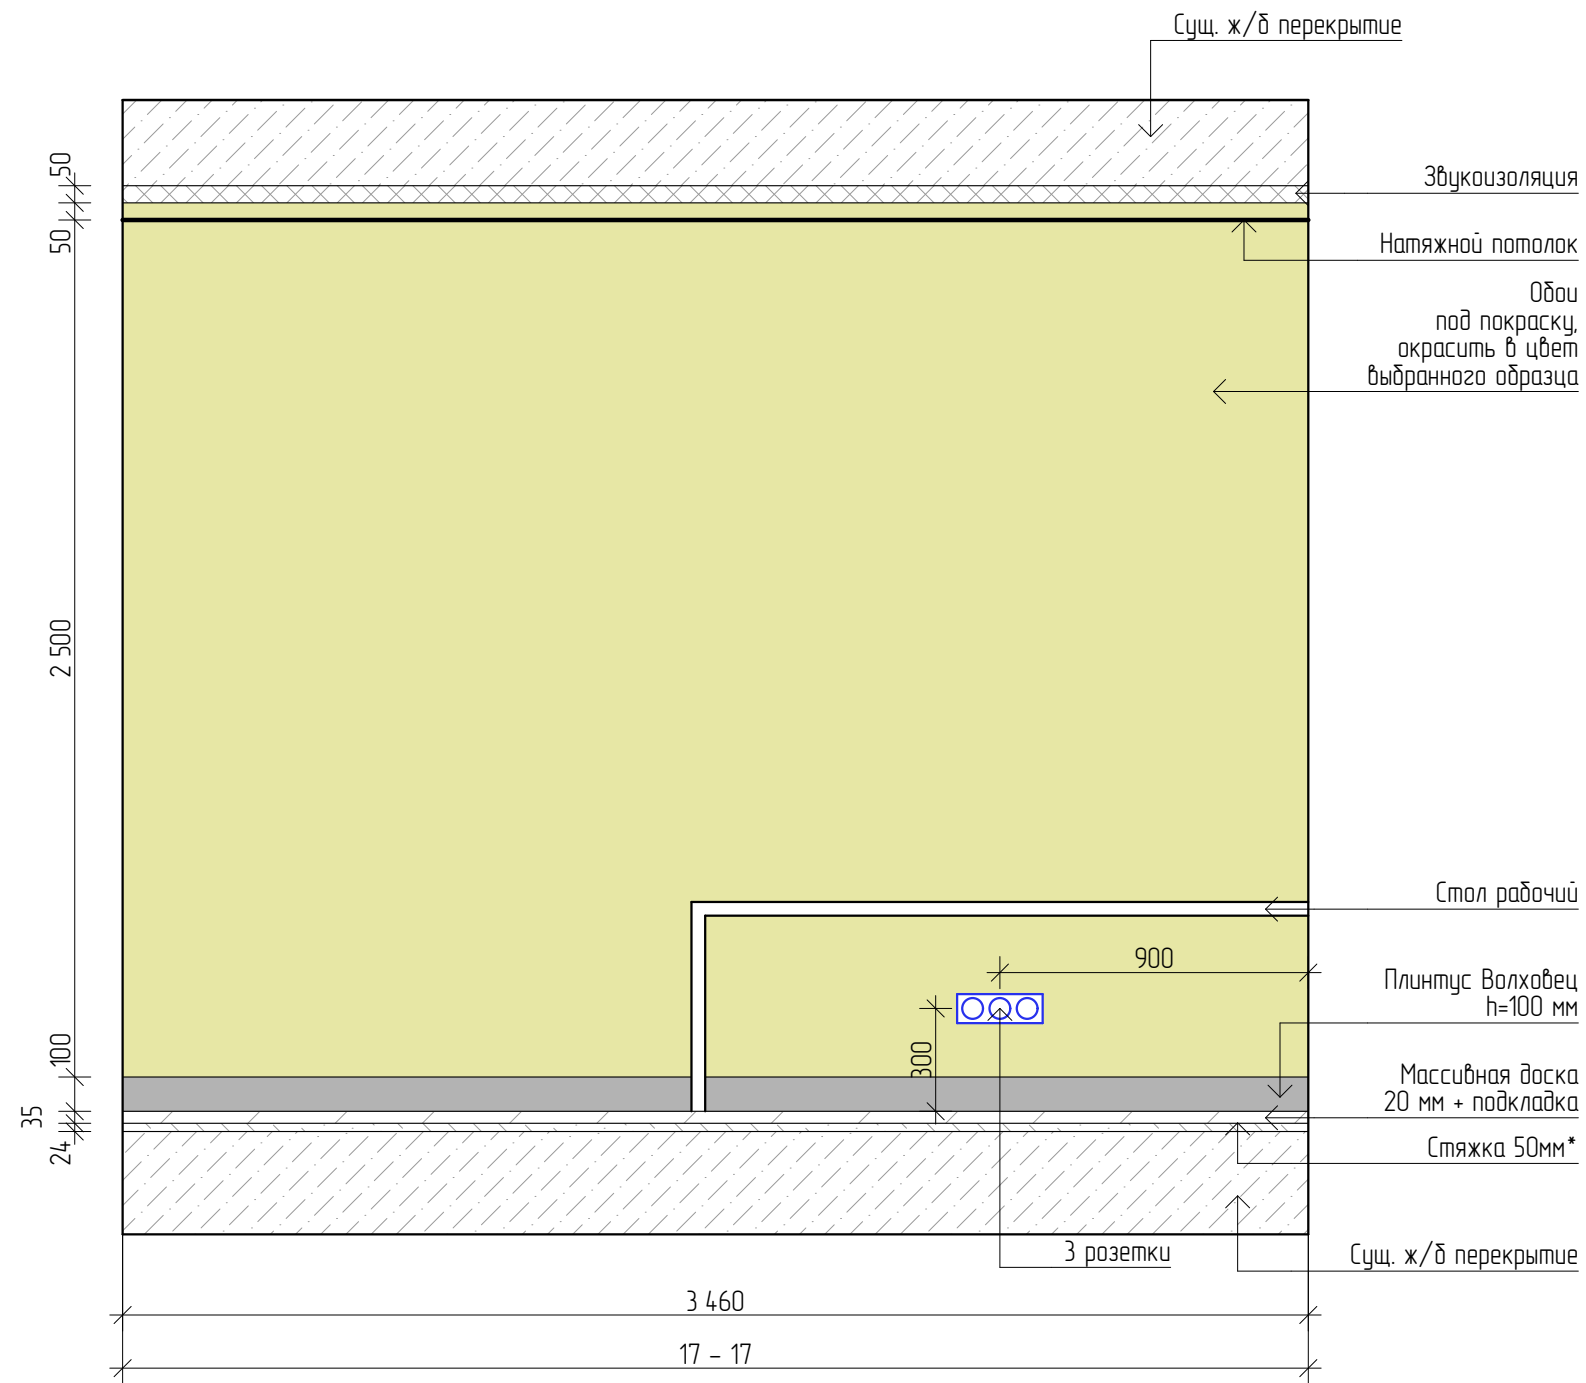 Сущ. ж/б перекрытие
50
Звукоизоляция
50
Натяжной потолок
Обои
под покраску,
окрасить в цвет
выбранного образца
2 500
Стол рабочий
900
Плинтус Волховец
h=100 мм
300
100
Массивная доска
20 мм + подкладка
35
24
Стяжка 50мм*
3 розетки
Сущ. ж/б перекрытие
3 460
17 - 17